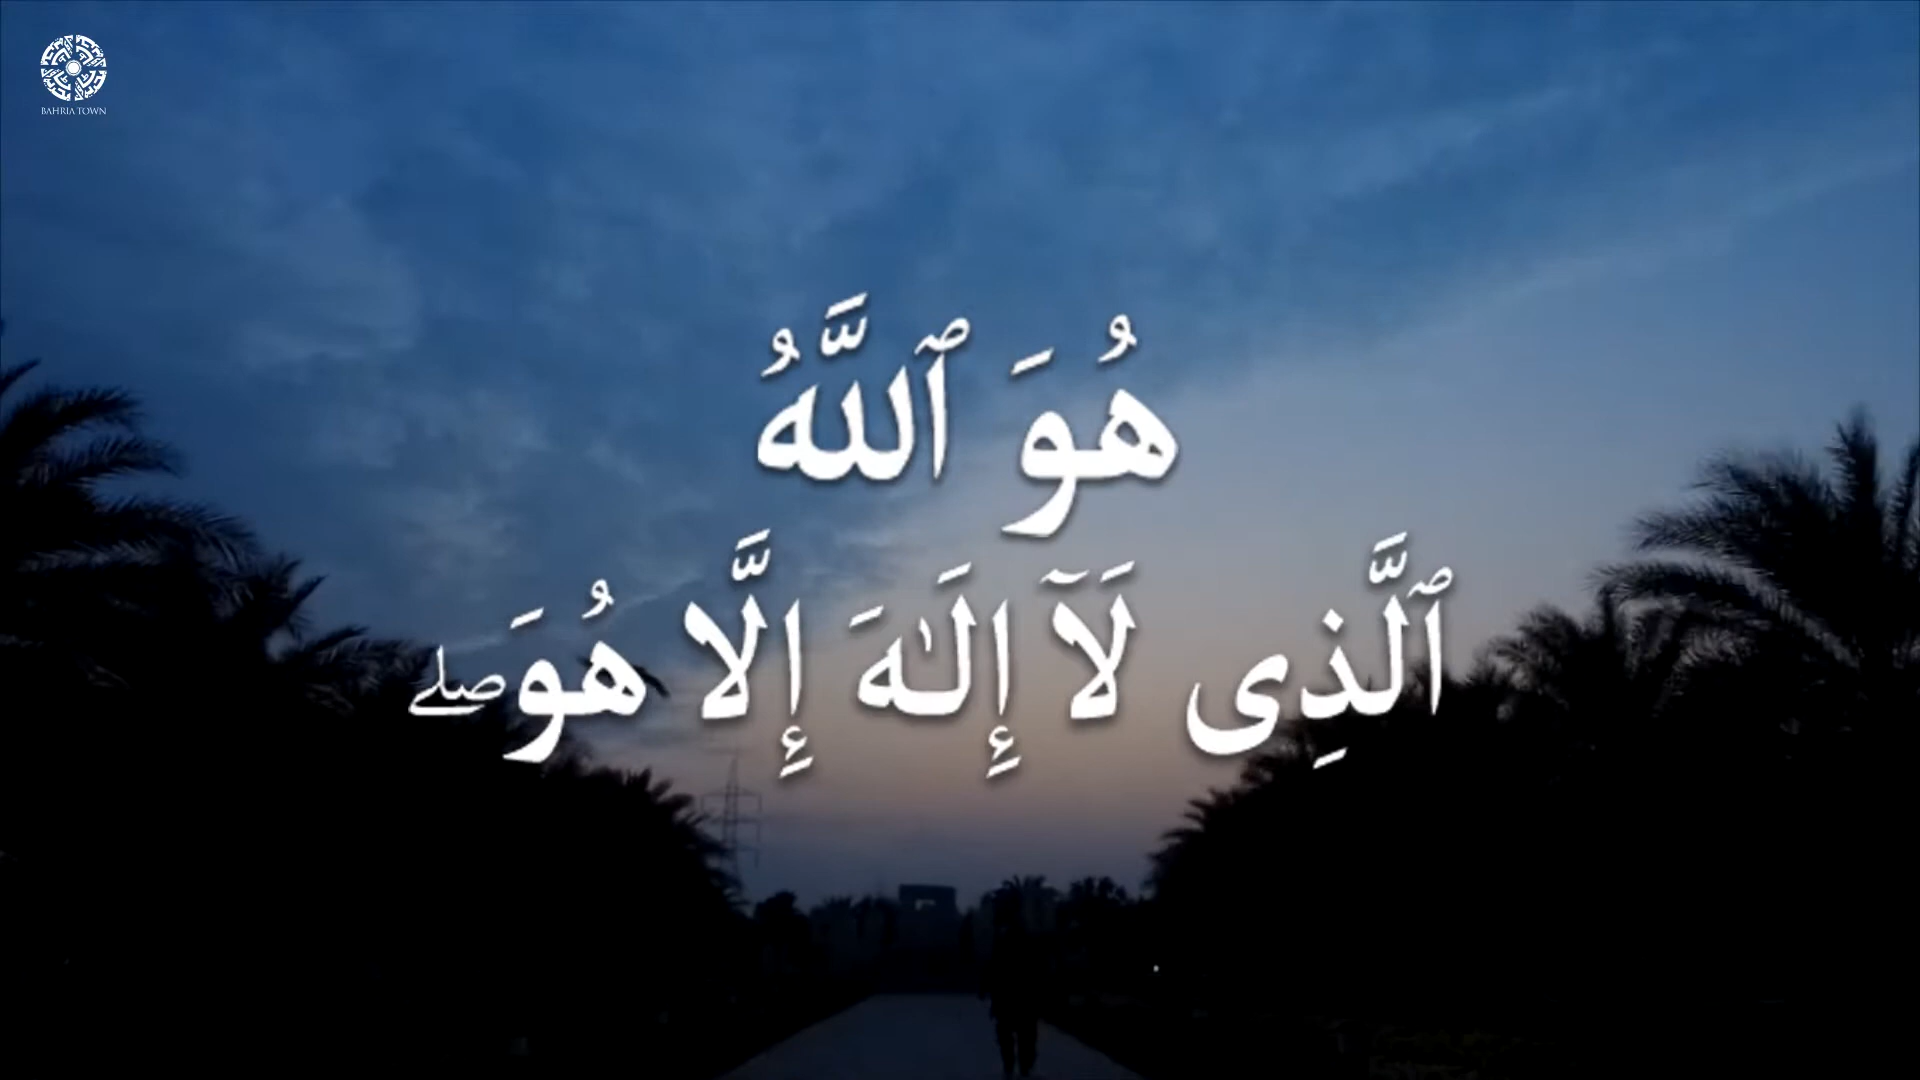 BAHRIA TOWN
هُوَ ٱللَّهُ
ٱلَّذِى لَآ إِلَـٰهَ إِلَّا هُوَ ۖ